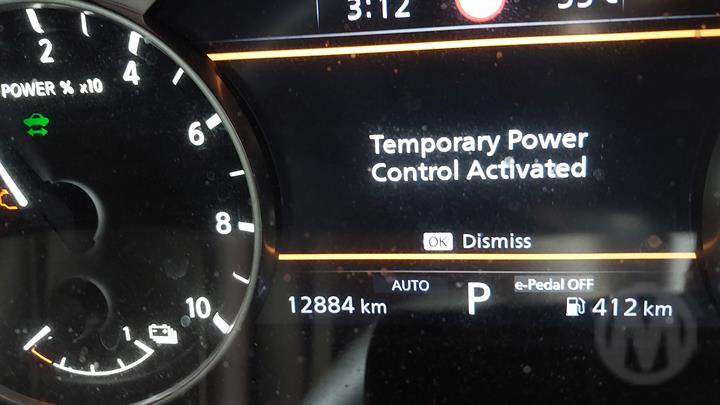 3:12
2
4
POWER % x10
6
Temporary Power
Control Activated
8
OK Dismiss
AUTO
e-Pedal OFF
12884 km
P
412 km
10
1
M